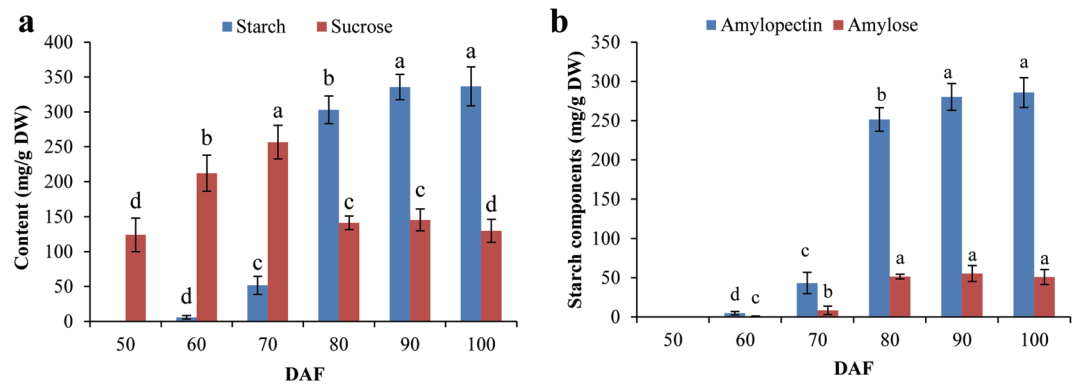 a
Starch Sucrose
Content (mg/g DW)
400
350
300
250
200
150
100
50
0
d
d
b
c
a
b
c
a
c
a
d
50 60 70 80 90 100
DAF
b
Amylopectin Amylose
Starch components (mg/g DW)
350
300
250
200
150
100
50
0
d
c
c
b
b
a
a
a
a
a
50 60 70 80 90 100
DAF